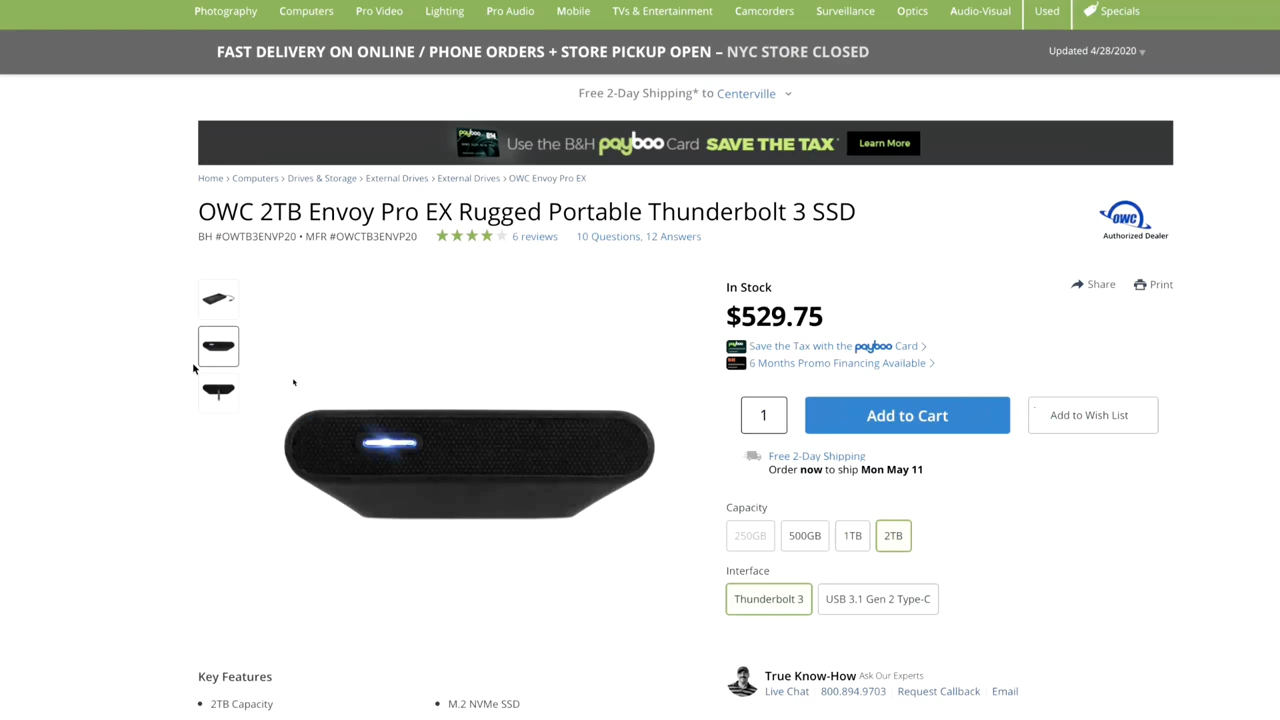 Photography Computers Pro Video Lighting Pro Audio Mobile TVs & Entertainment Camcorders Surveillance Optics Audio-Visual Used Specials
FAST DELIVERY ON ONLINE / PHONE ORDERS + STORE PICKUP OPEN – NYC STORE CLOSED
Updated 4/28/2020
Free 2-Day Shipping* to Centerville
Use the B&H payboo Card SAVE THE TAX* Learn More
Home › Computers › Drives & Storage › External Drives › External Drives › OWC Envoy Pro EX
OWC 2TB Envoy Pro EX Rugged Portable Thunderbolt 3 SSD
BH #OWTB3ENVP20 • MFR #OWCTB3ENVP20 6 reviews 10 Questions, 12 Answers
OWC
Authorized Dealer
In Stock
Share Print
$529.75
Save the Tax with the payboo Card
6 Months Promo Financing Available
1 Add to Cart Add to Wish List
Free 2-Day Shipping
Order now to ship Mon May 11
Capacity
250GB 500GB 1TB 2TB
Interface
Thunderbolt 3 USB 3.1 Gen 2 Type-C
Key Features
• 2TB Capacity
• M.2 NVMe SSD
True Know-How Ask Our Experts
Live Chat 800.894.9703 Request Callback Email